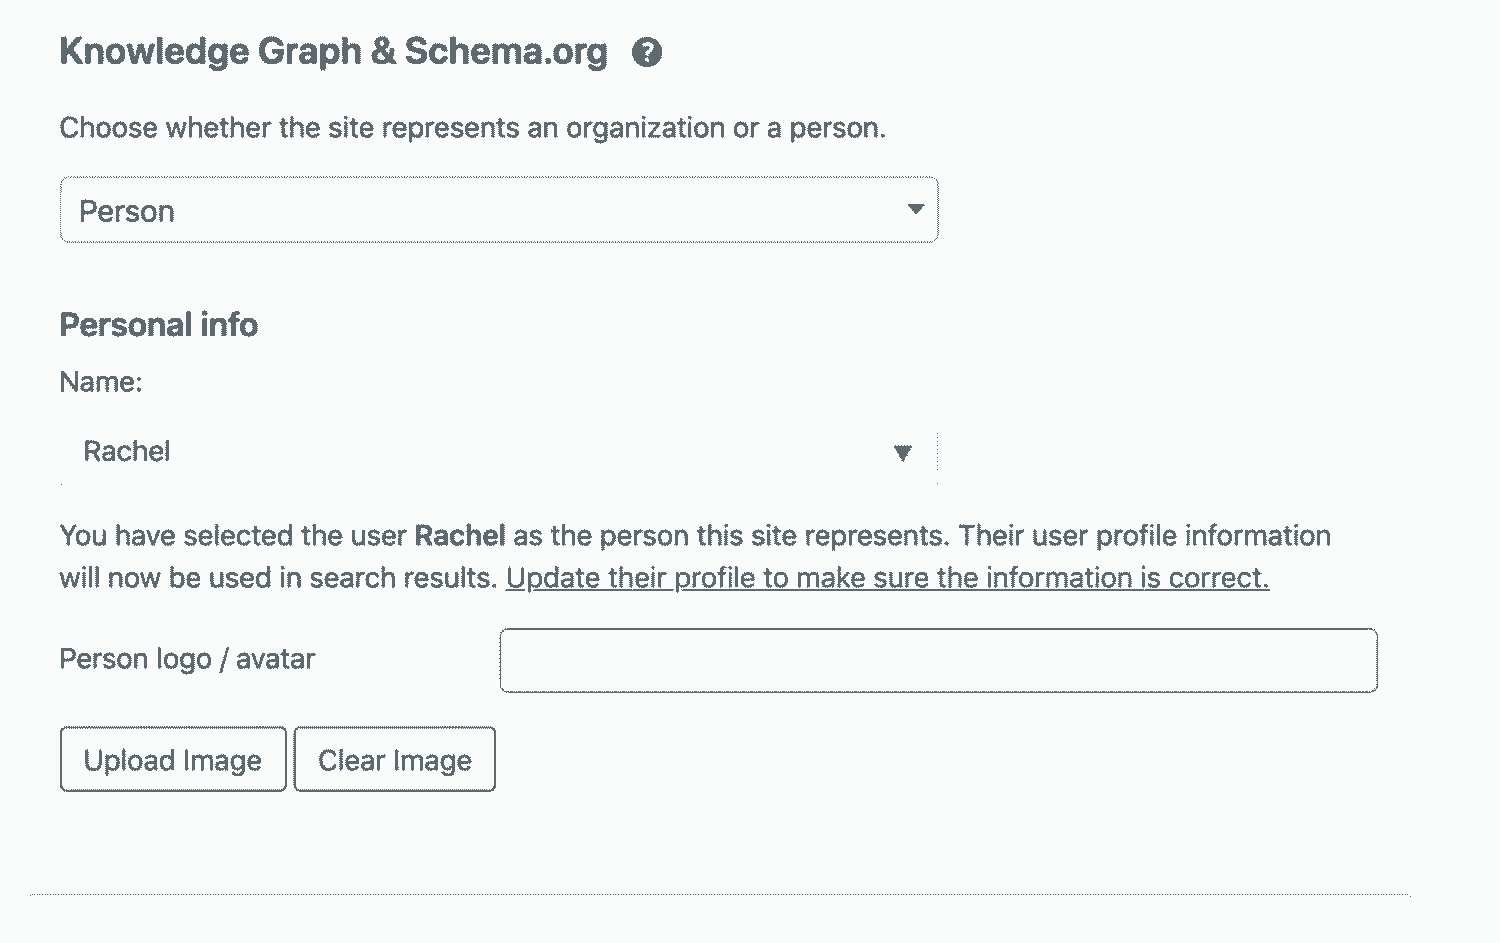 Knowledge Graph & Schema.org ?
Choose whether the site represents an organization or a person.
Person
Personal info
Name:
Rachel
You have selected the user Rachel as the person this site represents. Their user profile information
will now be used in search results. Update their profile to make sure the information is correct.
Person logo / avatar
Upload Image Clear Image